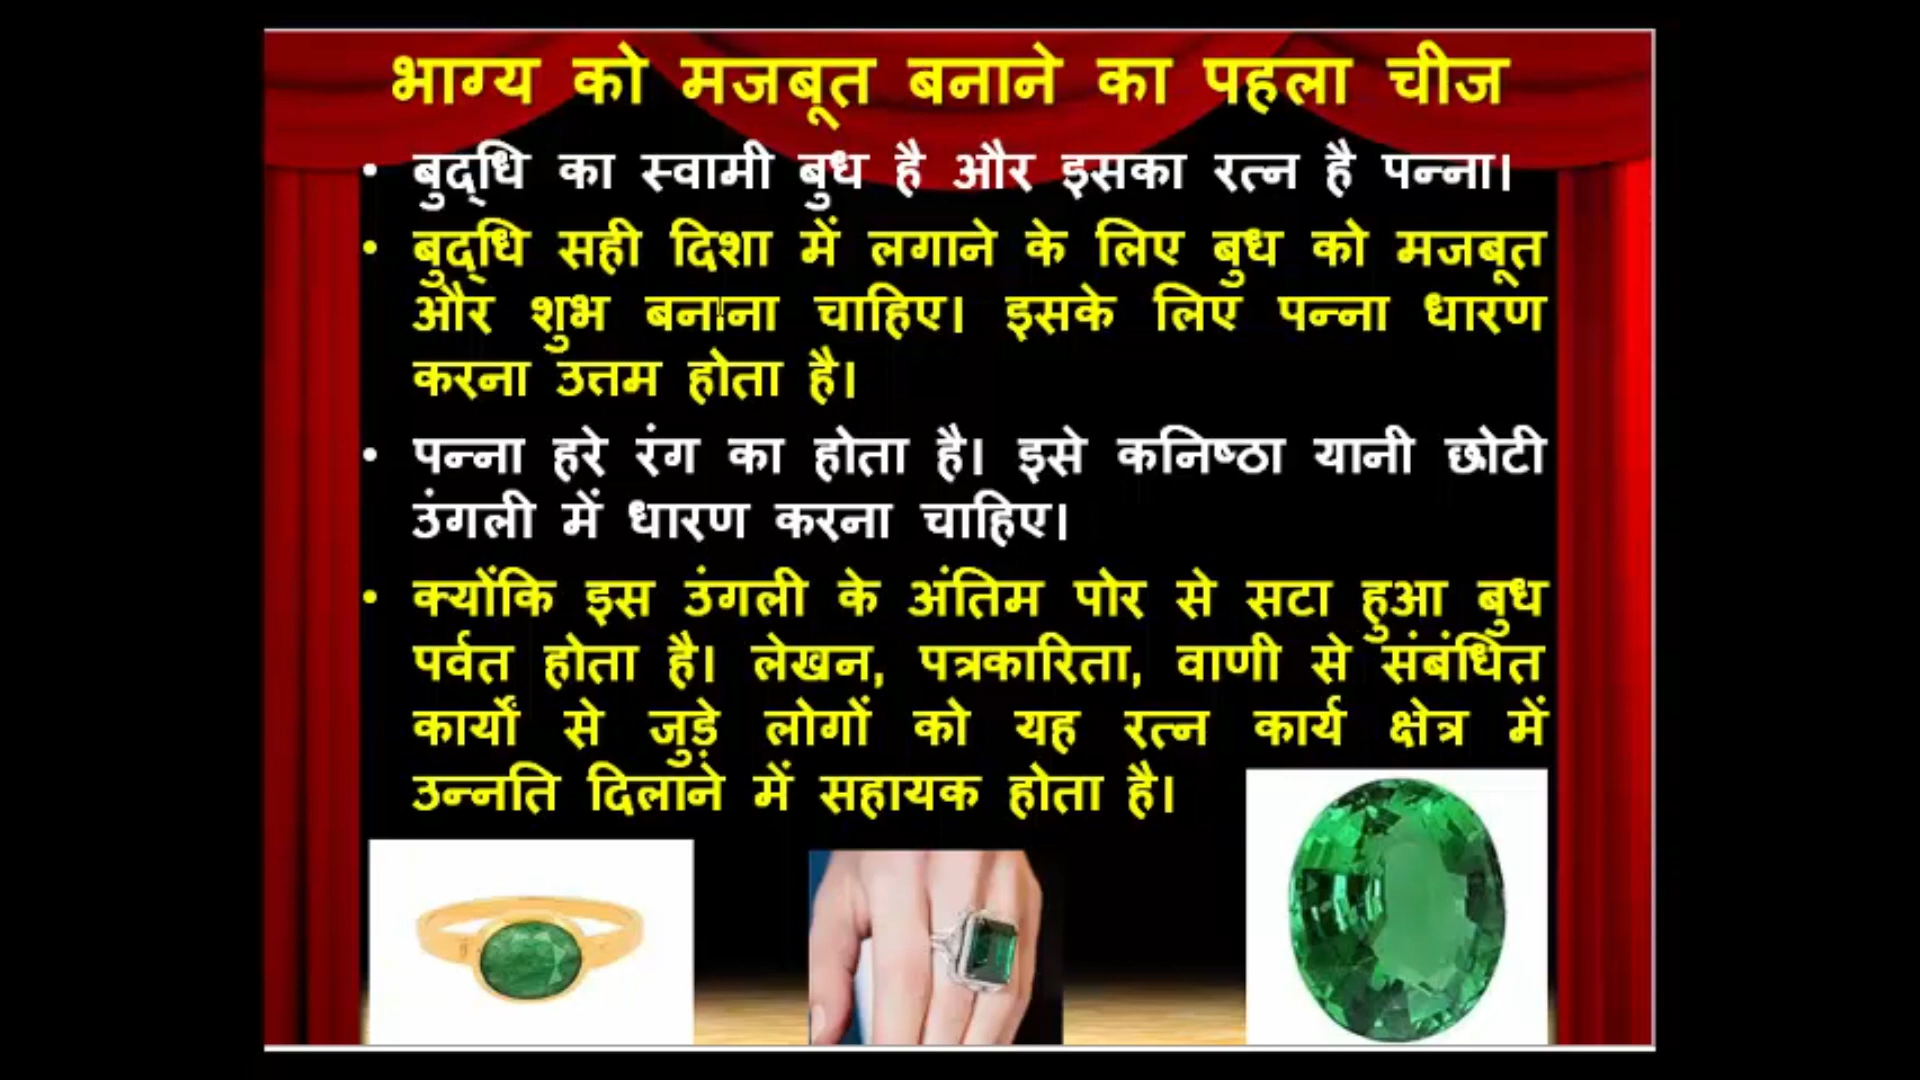 भाग्य को मजबूत बनाने का पहला चीज
• बुद्धि का स्वामी बुध है और इसका रत्न है पन्ना।
• बुद्धि सही दिशा में लगाने के लिए बुध को मजबूत
और शुभ बनाना चाहिए। इसके लिए पन्ना धारण
करना उत्तम होता है।
• पन्ना हरे रंग का होता है। इसे कनिष्ठा यानी छोटी
उंगली में धारण करना चाहिए।
• क्योंकि इस उंगली के अंतिम पोर से सटा हुआ बुध
पर्वत होता है। लेखन, पत्रकारिता, वाणी से संबंधित
कार्यों से जुड़े लोगों को यह रत्न कार्य क्षेत्र में
उन्नति दिलाने में सहायक होता है।